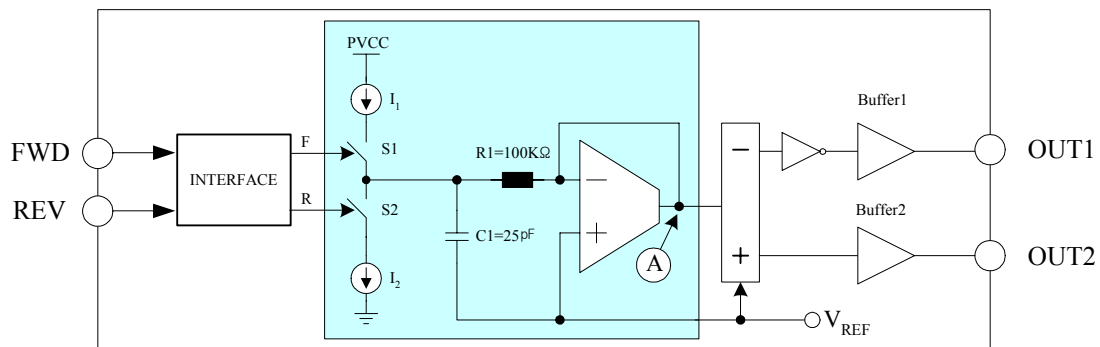 PVCC
I1
Buffer1
FWD
F
S1
OUT1
R1=100KΩ
INTERFACE
REV
R
S2
C1=25pF
Buffer2
A
OUT2
I2
VREF